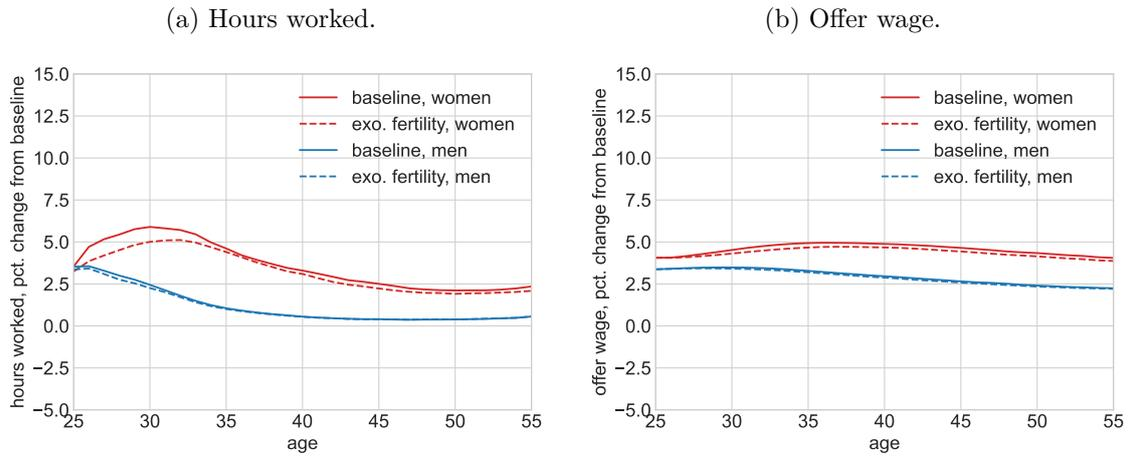 (a) Hours worked.
hours worked, pct. change from baseline
15.0
12.5
10.0
7.5
5.0
2.5
0.0
−2.5
−5.0
baseline, women
exo. fertility, women
baseline, men
exo. fertility, men
25 30 35 40 45 50 55
age
(b) Offer wage.
offer wage, pct. change from baseline
15.0
12.5
10.0
7.5
5.0
2.5
0.0
−2.5
−5.0
baseline, women
exo. fertility, women
baseline, men
exo. fertility, men
25 30 35 40 45 50 55
age